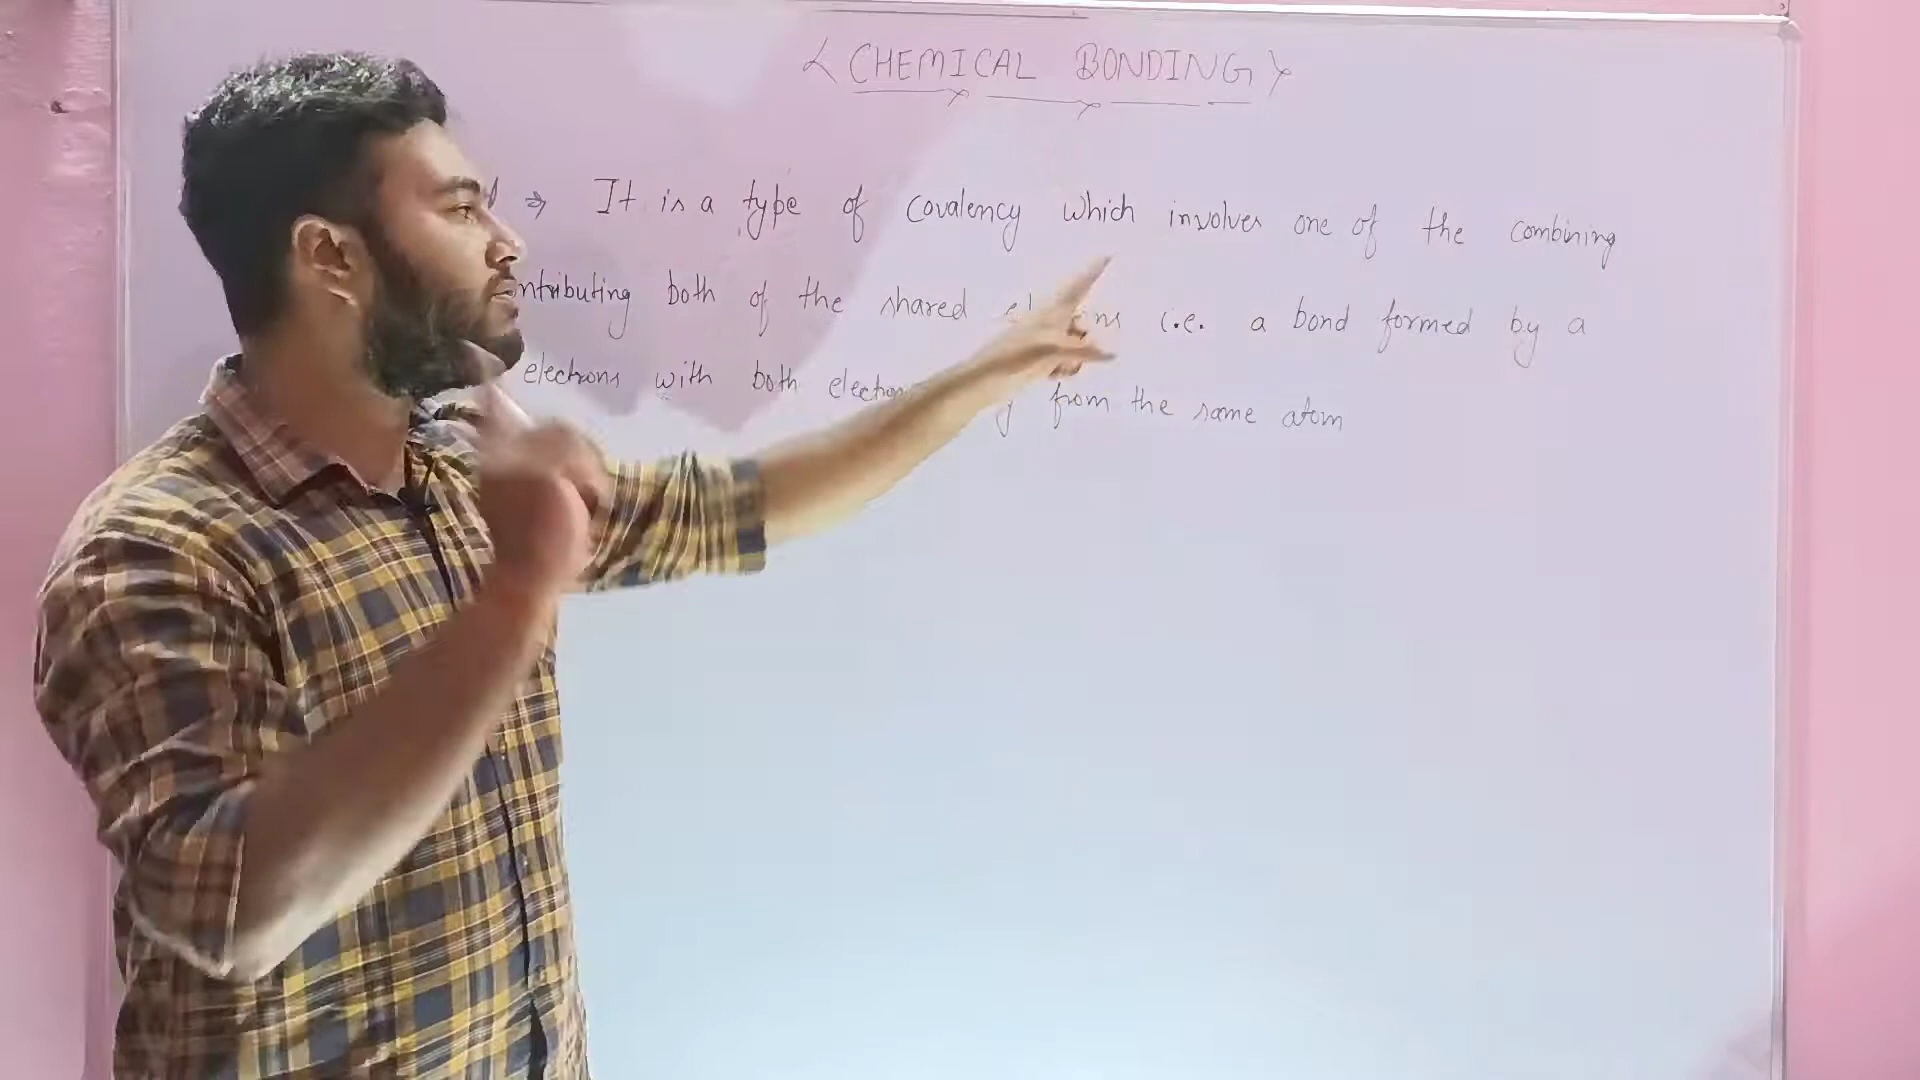 < CHEMICAL BONDING >
⇒ It is a type of covalency which involves one of the combining
both of the shared i.e. a bond formed by a
electrons with both from the same atom